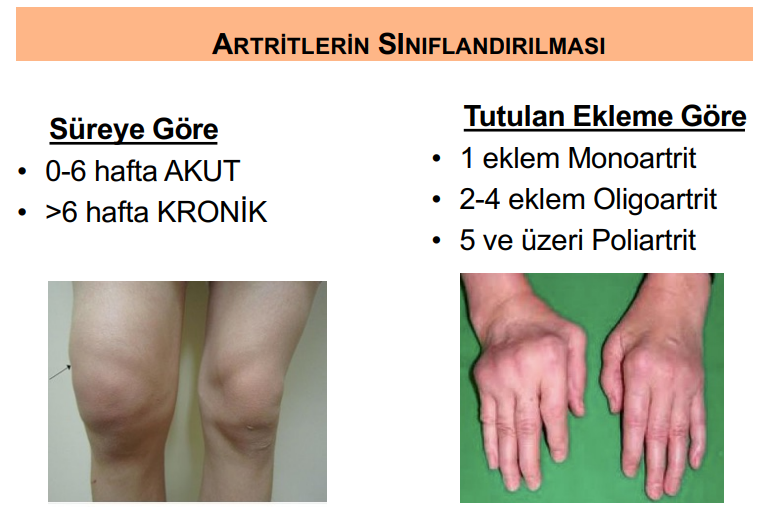 ARTRİTLERİN SINIFLANDIRILMASI
Süreye Göre
• 0-6 hafta AKUT
• >6 hafta KRONİK
Tutulan Ekleme Göre
• 1 eklem Monoartrit
• 2-4 eklem Oligoartrit
• 5 ve üzeri Poliartrit